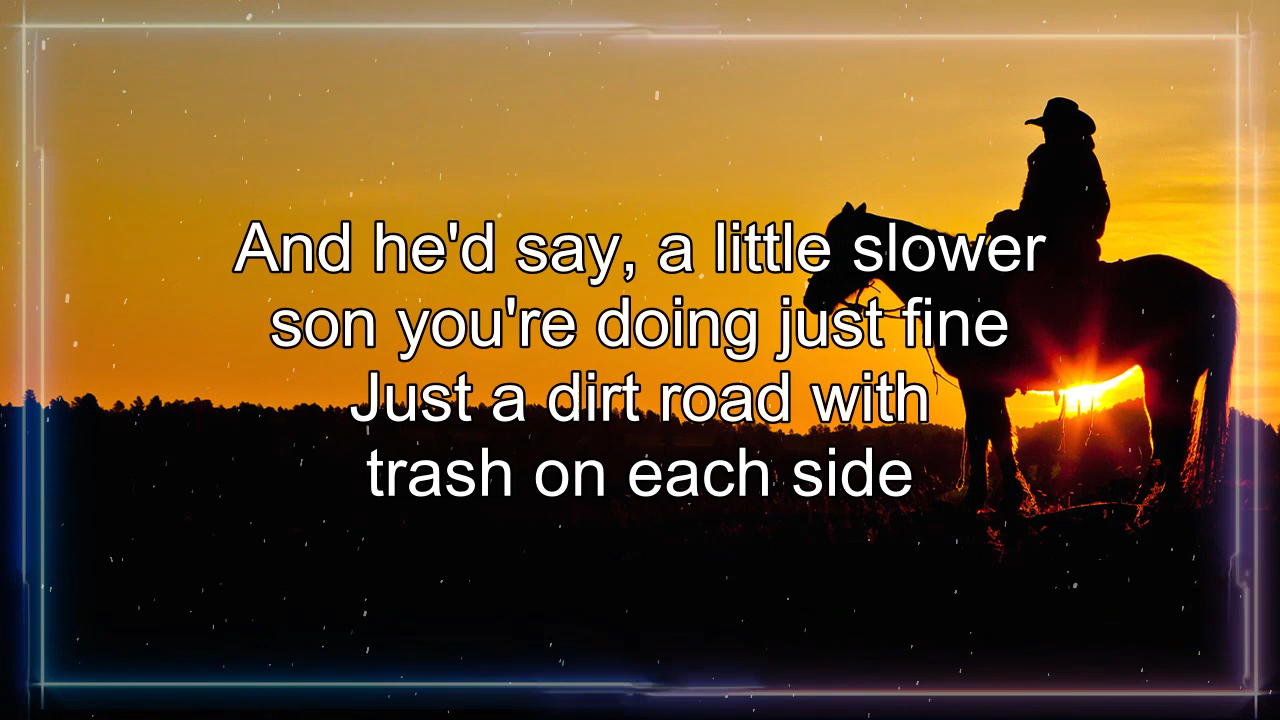 And he'd say, a little slower
son you're doing just fine
Just a dirt road with
trash on each side